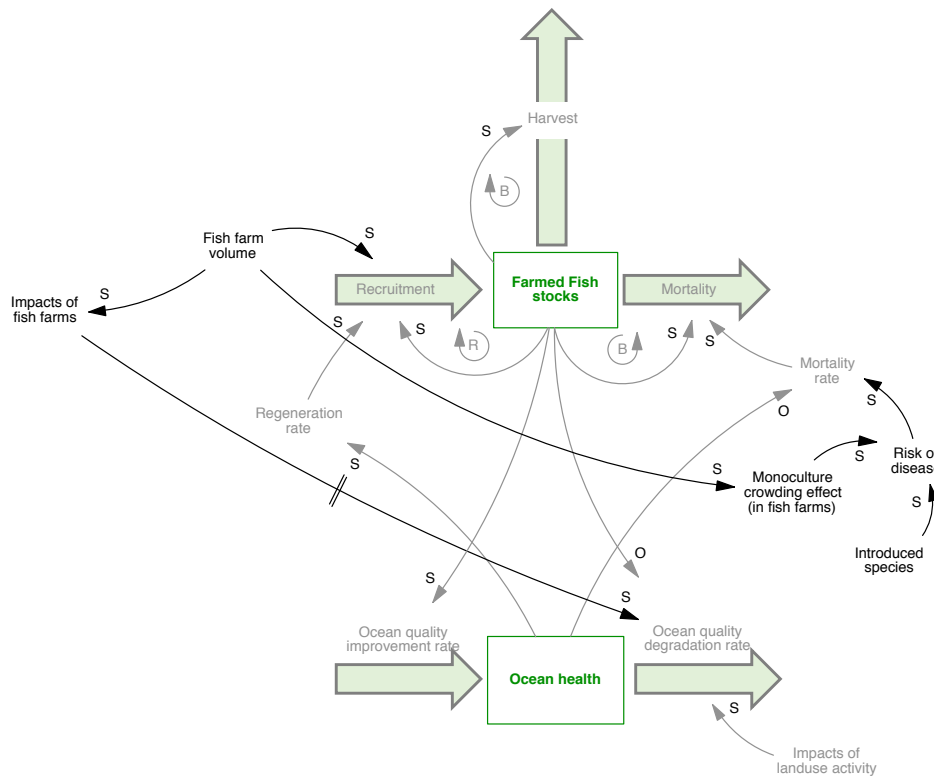 Harvest
S
B
Fish farm
volume
S
S
Impacts of
fish farms
Recruitment
Farmed Fish
stocks
Mortality
S
S
R
B
S
S
Mortality
rate
S
O
Regeneration
rate
S
S
Monoculture
crowding effect
(in fish farms)
S
Risk o
diseas
S
Introduced
species
S
O
S
Ocean quality
improvement rate
Ocean health
Ocean quality
degradation rate
S
Impacts of
landuse activity